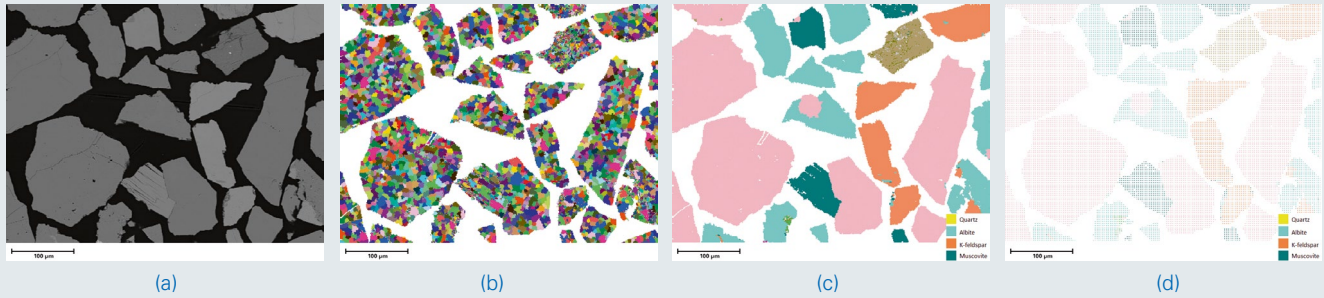 Quartz
Albite
K-feldspar
Muscovite
Quartz
Albite
K-feldspar
Muscovite
100 µm
100 µm
100 µm
100 µm
(a)
(b)
(c)
(d)